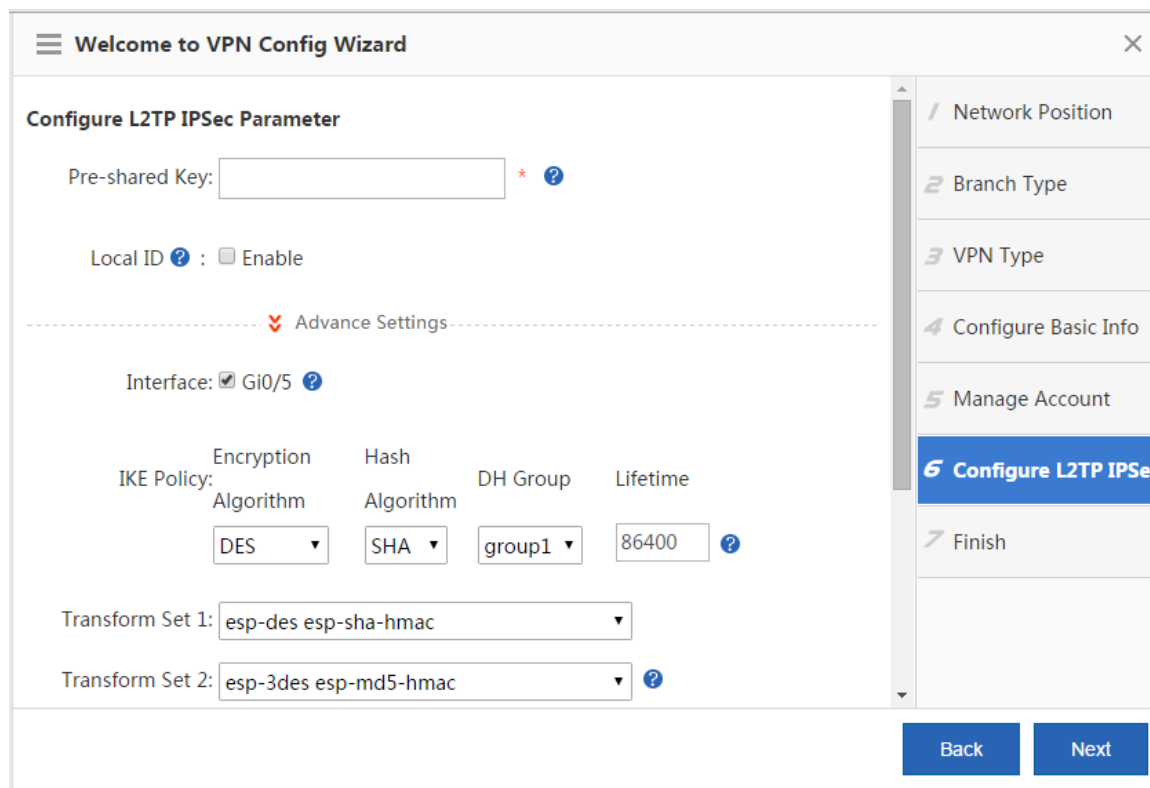 Welcome to VPN Config Wizard
Configure L2TP IPSec Parameter
Pre-shared Key: *
Local ID : Enable
Advance Settings
Interface: Gi0/5
IKE Policy:
Encryption Algorithm
Hash Algorithm
DH Group
Lifetime
DES
SHA
group1
86400
Transform Set 1: esp-des esp-sha-hmac
Transform Set 2: esp-3des esp-md5-hmac
1 Network Position
2 Branch Type
3 VPN Type
4 Configure Basic Info
5 Manage Account
6 Configure L2TP IPSe
7 Finish
Back
Next